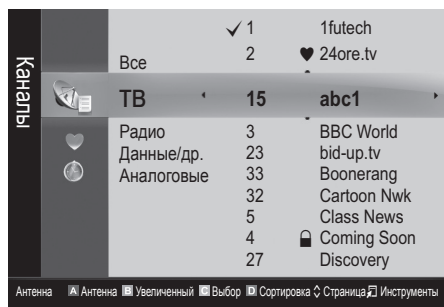 Каналы
✓ 1 1futech
Все 2 ♥ 24ore.tv
ТВ 15 abc1
Радио 3 BBC World
Данные/др. 23 bid-up.tv
Аналоговые 33 Boonerang
32 Cartoon Nwk
5 Class News
4 Coming Soon
27 Discovery
Антенна A Антенна B Увеличенный C Выбор D Сортировка Страница Инструменты